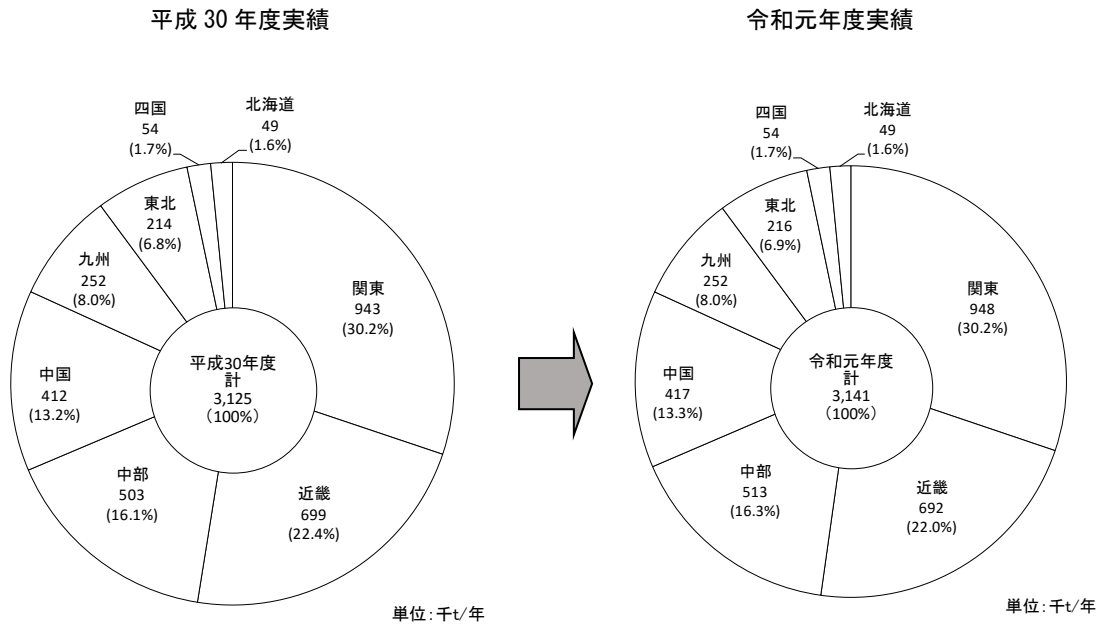 平成 30 年度実績
四国
54
(1.7%)
北海道
49
(1.6%)
東北
214
(6.8%)
九州
252
(8.0%)
関東
943
(30.2%)
平成30年度
計
3,125
（100%）
中国
412
(13.2%)
中部
503
(16.1%)
近畿
699
(22.4%)
単位：千t/年
令和元年度実績
四国
54
(1.7%)
北海道
49
(1.6%)
東北
216
(6.9%)
九州
252
(8.0%)
関東
948
(30.2%)
令和元年度
計
3,141
（100%）
中国
417
(13.3%)
中部
513
(16.3%)
近畿
692
(22.0%)
単位：千t/年